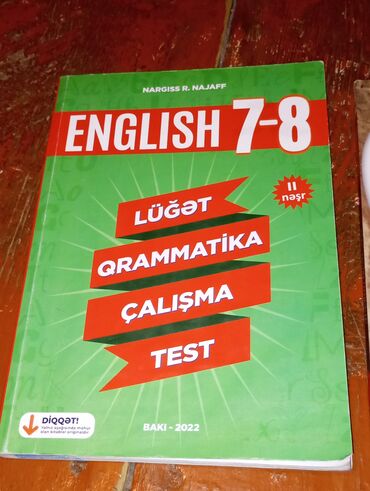 NARGISS R. NAJAFF
ENGLISH 7-8
II
nəşr
LÜĞƏT
QRAMMATİKA
ÇALIŞMA
TEST
DİQQƏT!
BAKI - 2022